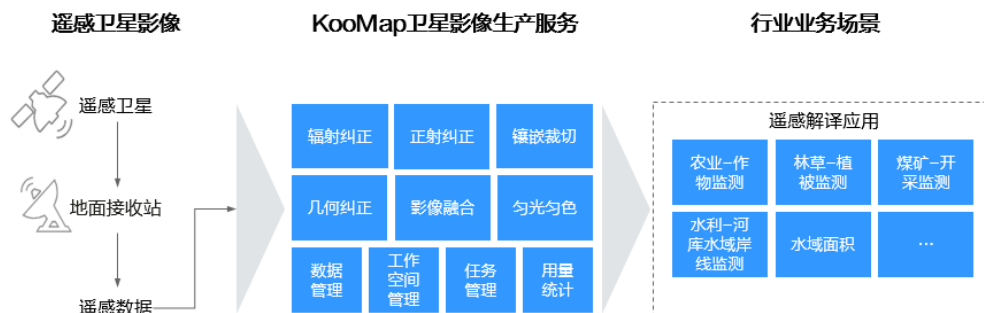 遥感卫星影像
KooMap卫星影像生产服务
行业业务场景
遥感卫星
地面接收站
遥感数据
辐射纠正
正射纠正
镶嵌裁切
几何纠正
影像融合
匀光匀色
数据
管理
工作
空间
管理
任务
管理
用量
统计
遥感解译应用
农业-作
物监测
林草-植
被监测
煤矿-开
采监测
水利-河
库水域岸
线监测
水域面积
...